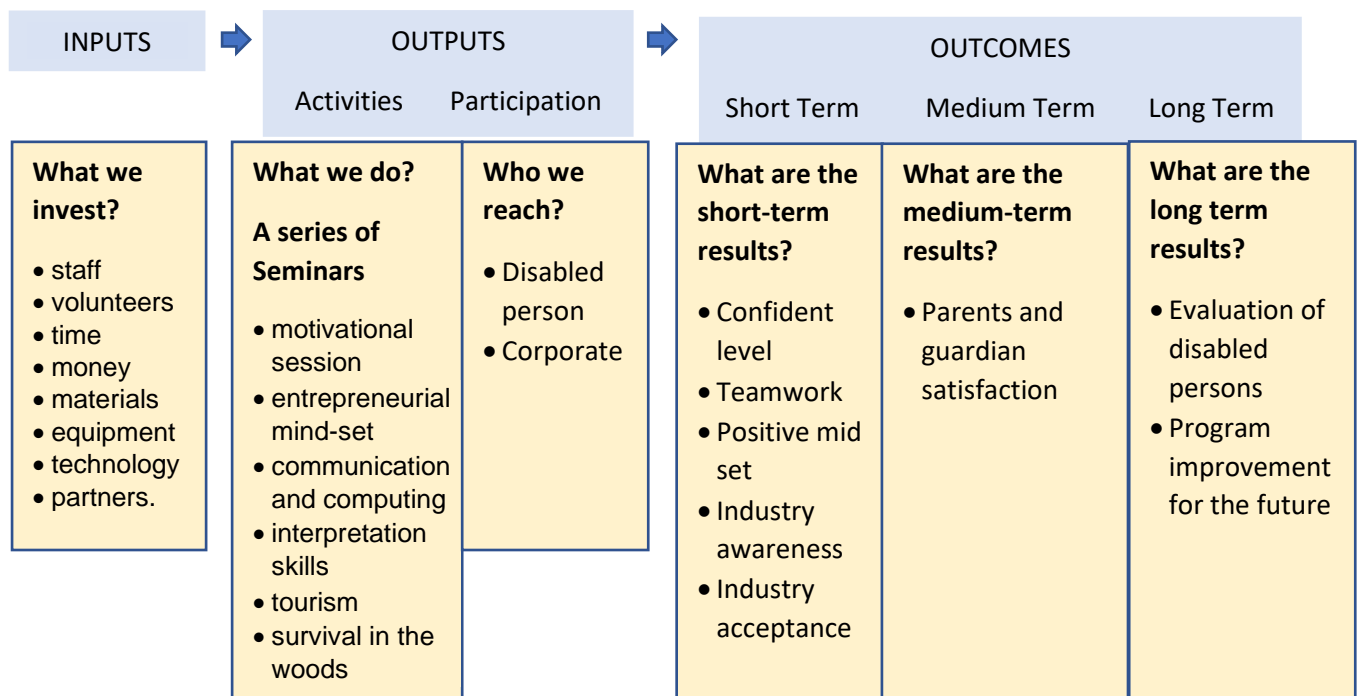 INPUTS
OUTPUTS
Activities Participation
OUTCOMES
Short Term Medium Term Long Term
What we
invest?
• staff
• volunteers
• time
• money
• materials
• equipment
• technology
• partners.
What we do?
A series of
Seminars
• motivational
session
• entrepreneurial
mind-set
• communication
and computing
• interpretation
skills
• tourism
• survival in the
woods
Who we
reach?
• Disabled
person
• Corporate
What are the
short-term
results?
• Confident
level
• Teamwork
• Positive mid
set
• Industry
awareness
• Industry
acceptance
What are the
medium-term
results?
• Parents and
guardian
satisfaction
What are the
long term
results?
• Evaluation of
disabled
persons
• Program
improvement
for the future